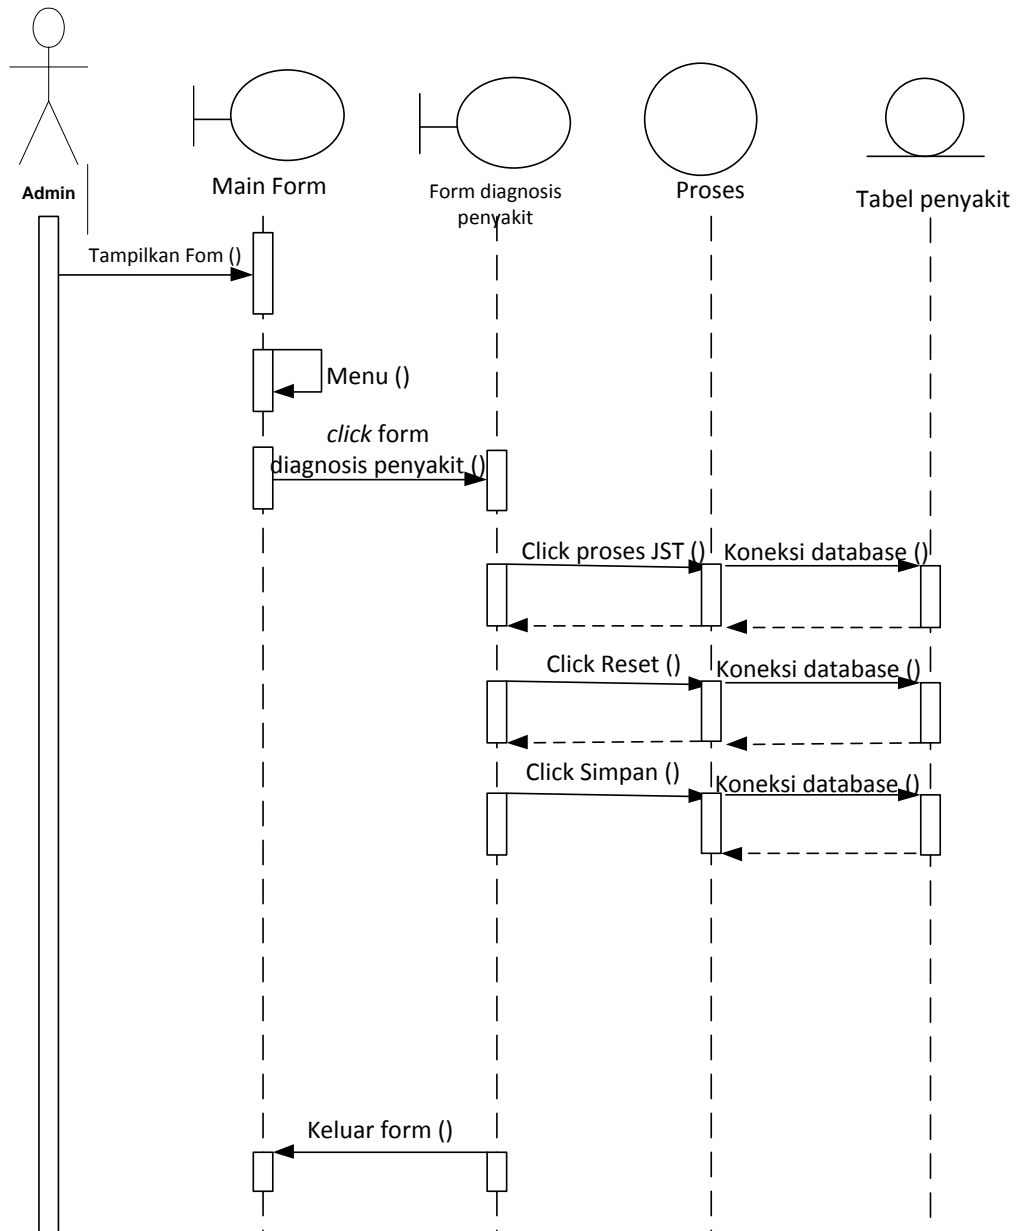 Admin
Main Form
Form diagnosis
penyakit
Proses
Tabel penyakit
Tampilkan Fom ()
Menu ()
click form
diagnosis penyakit ()
Click proses JST ()
Koneksi database ()
Click Reset ()
Koneksi database ()
Click Simpan ()
Koneksi database ()
Keluar form ()